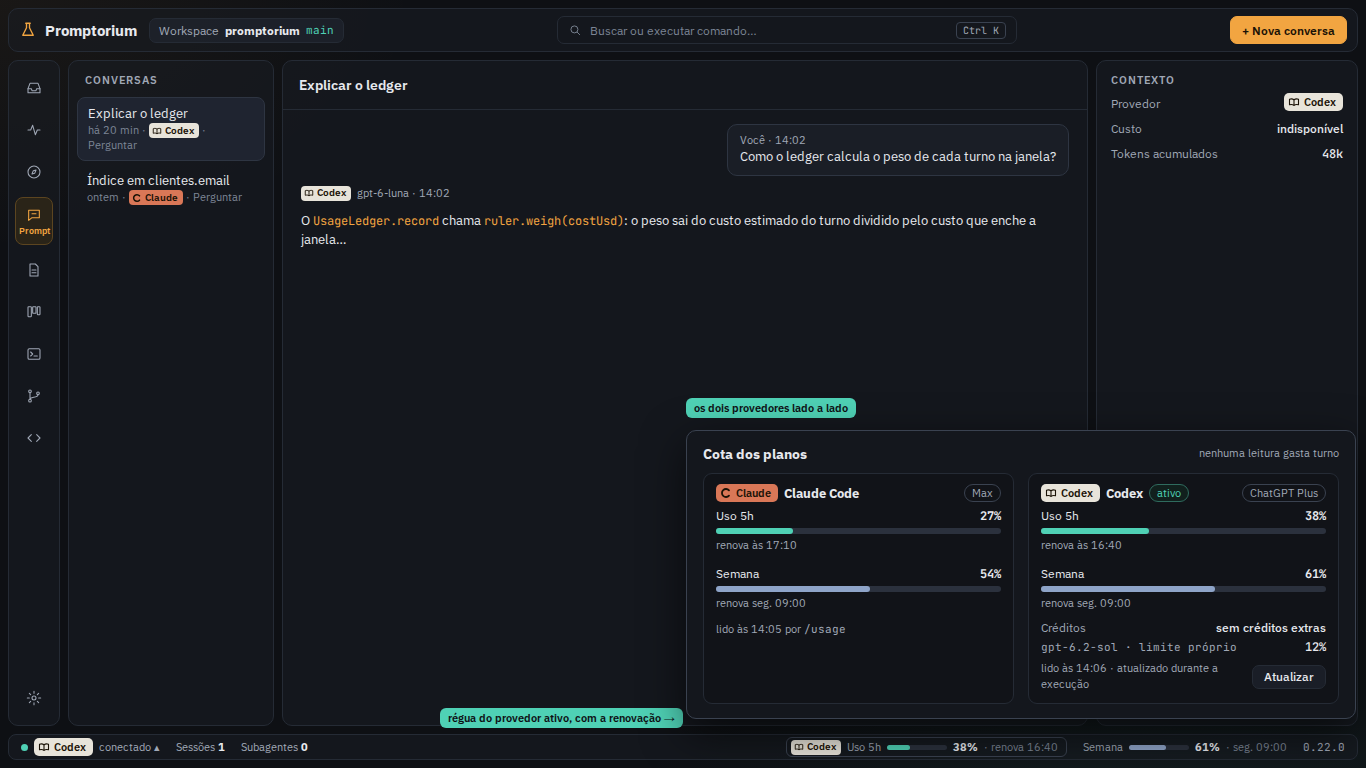 Promptorium
Workspace promptorium main
Buscar ou executar comando...
Ctrl K
+ Nova conversa
Prompt
CONVERSAS
Explicar o ledger
há 20 min · Codex ·
Perguntar
Índice em clientes.email
ontem · Claude · Perguntar
Explicar o ledger
Você · 14:02
Como o ledger calcula o peso de cada turno na janela?
Codex gpt-6-luna · 14:02
O UsageLedger.record chama ruler.weigh(costUsd): o peso sai do custo estimado do turno dividido pelo custo que enche a
janela...
CONTEXTO
Provedor Codex
Custo indisponível
Tokens acumulados 48k
os dois provedores lado a lado
Cota dos planos
nenhuma leitura gasta turno
Claude Claude Code Max
Uso 5h 27%
renova às 17:10
Semana 54%
renova seg. 09:00
lido às 14:05 por /usage
Codex Codex ativo ChatGPT Plus
Uso 5h 38%
renova às 16:40
Semana 61%
renova seg. 09:00
Créditos sem créditos extras
gpt-6.2-sol · limite próprio 12%
lido às 14:06 · atualizado durante a
execução
Atualizar
régua do provedor ativo, com a renovação →
Codex conectado ▴ Sessões 1 Subagentes 0
Codex Uso 5h 38% · renova 16:40 Semana 61% · seg. 09:00 0.22.0